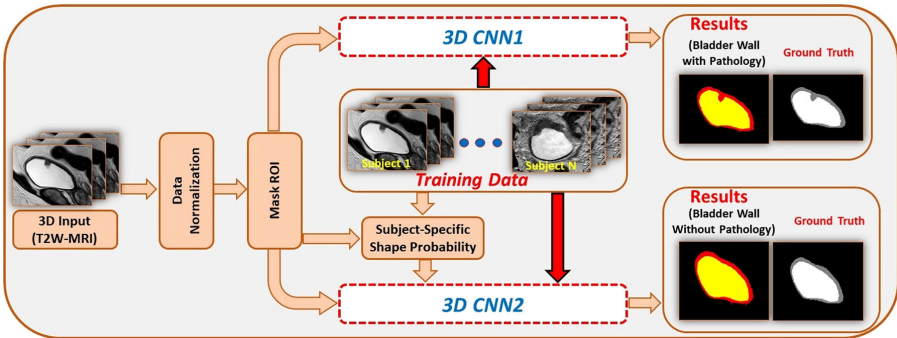 3D Input
(T2W-MRI)
Data
Normalization
Mask ROI
3D CNN1
Subject 1
Subject N
Training Data
Subject-Specific
Shape Probability
3D CNN2
Results
(Bladder Wall
with Pathology)
Ground Truth
Results
(Bladder Wall
Without Pathology)
Ground Truth